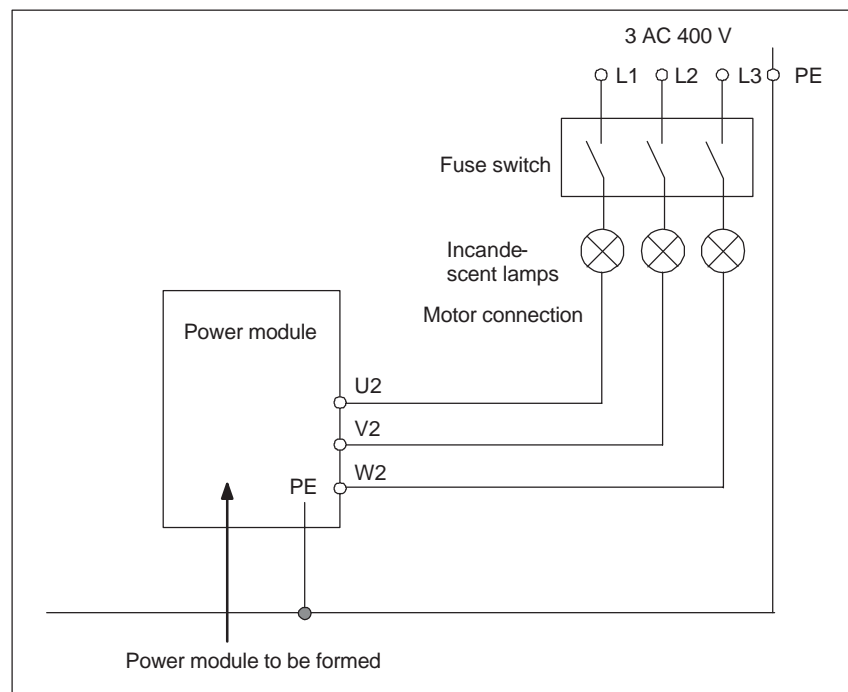 3 AC 400 V
L1 L2 L3 PE
Fuse switch
Incande-
scent lamps
Motor connection
Power module
U2
V2
W2
PE
Power module to be formed